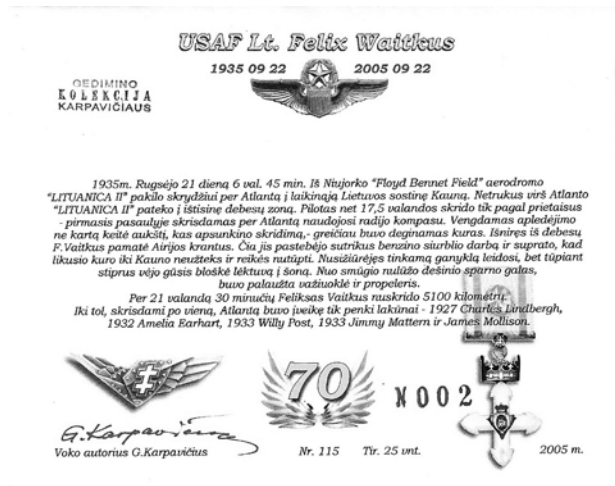 USAF Lt. Felix Waitkus
1935 09 22 2005 09 22
GEDIMINO
KOLEKCIJA
KARPAVIČIAUS
1935m. Rugsėjo 21 dieną 6 val. 45 min. Iš Niujorko "Floyd Bennet Field" aerodromo
"LITUANICA II" pakilo skrydžiui per Atlantą į laikinąją Lietuvos sostinę Kauną. Netrukus virš Atlanto
"LITUANICA II" pateko į ištisinę debesų zoną. Pilotas net 17,5 valandos skrido tik pagal prietaisus
- pirmasis pasaulyje skrisdamas per Atlantą naudojosi radijo kompasu. Vengdamas apledėjimo
ne kartą keitė aukštį, kas apsunkino skridimą,- greičiau buvo deginamas kuras. Išniręs iš debesų
F.Vaitkus pamatė Airijos krantus. Čia jis pastebėjo sutrikus benzino siurblio darbą ir suprato, kad
likusio kuro iki Kauno neužteks ir reikės nutūpti. Nusižiūrėjęs tinkamą ganyklą leidosi, bet tūpiant
stiprus vėjo gūsis bloškė lėktuvą į šoną. Nuo smūgio nulūžo dešinio sparno galas,
buvo palaužta važiuoklė ir propeleris.
Per 21 valandą 30 minučių Feliksas Vaitkus nuskrido 5100 kilometrų.
Iki tol, skrisdami po vieną, Atlantą buvo įveikę tik penki lakūnai - 1927 Charles Lindbergh,
1932 Amelia Earhart, 1933 Willy Post, 1933 Jimmy Mattern ir James Mollison.
70
N002
G.Karpavičius
Voko autorius G.Karpavičius Nr. 115 Tir. 25 vnt. 2005 m.